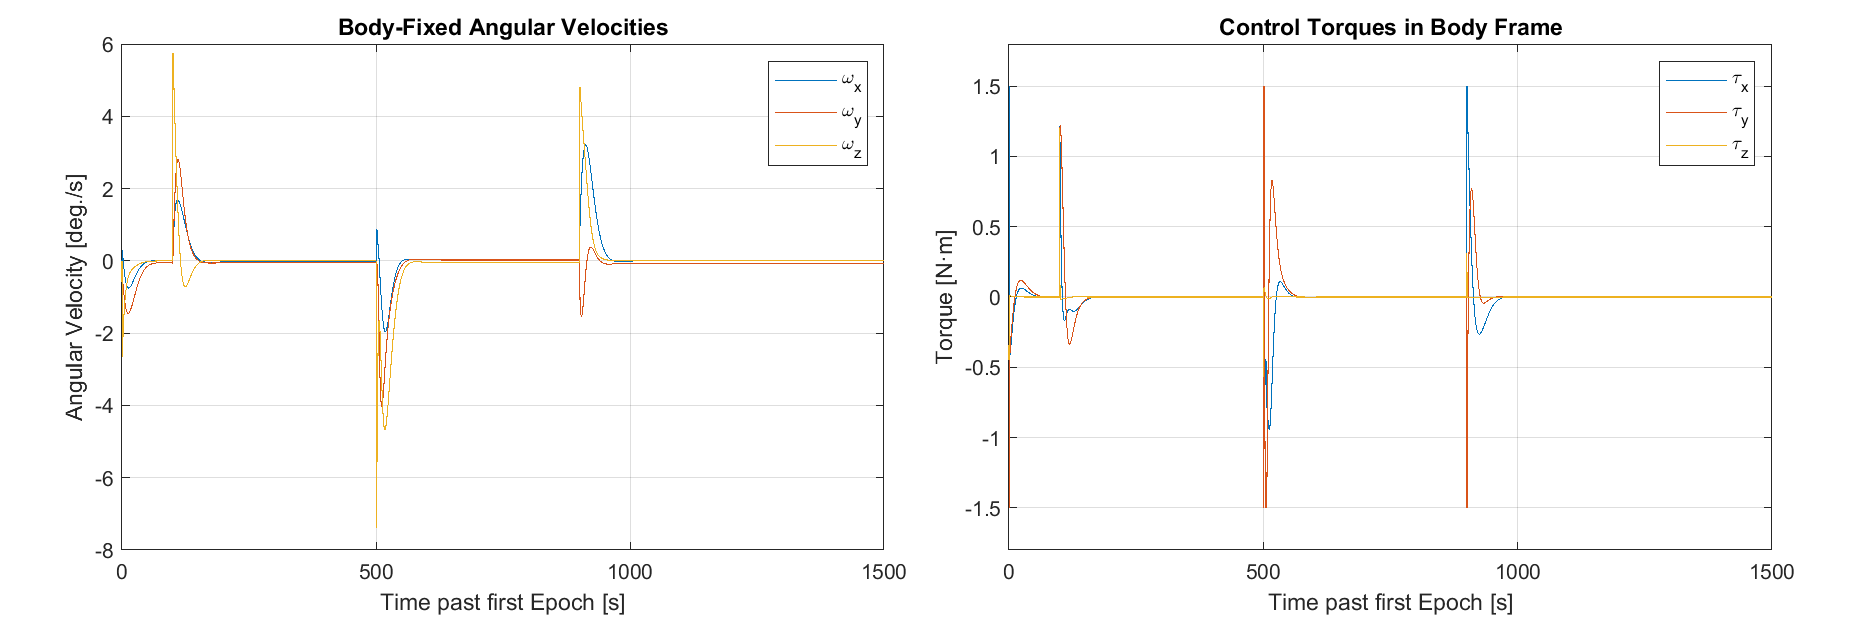 Body-Fixed Angular Velocities
6
4
2
0
-2
-4
-6
-8
0
500
1000
1500
Angular Velocity [deg./s]
Time past first Epoch [s]
ωx
ωy
ωz
Control Torques in Body Frame
1.5
1
0.5
0
-0.5
-1
-1.5
0
500
1000
1500
Torque [N·m]
Time past first Epoch [s]
τx
τy
τz